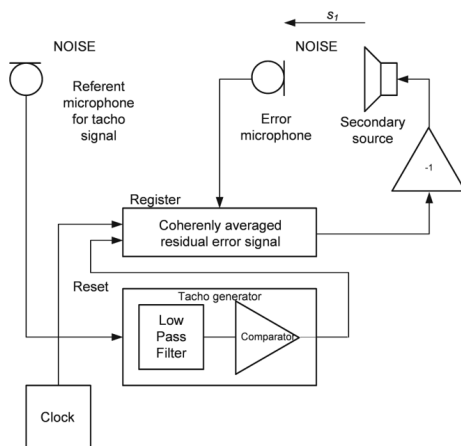 s1
NOISE
NOISE
Referent
microphone
for tacho
signal
Error
microphone
Secondary
source
-1
Register
Coherenly averaged
residual error signal
Reset
Tacho generator
Low
Pass
Filter
Comparator
Clock